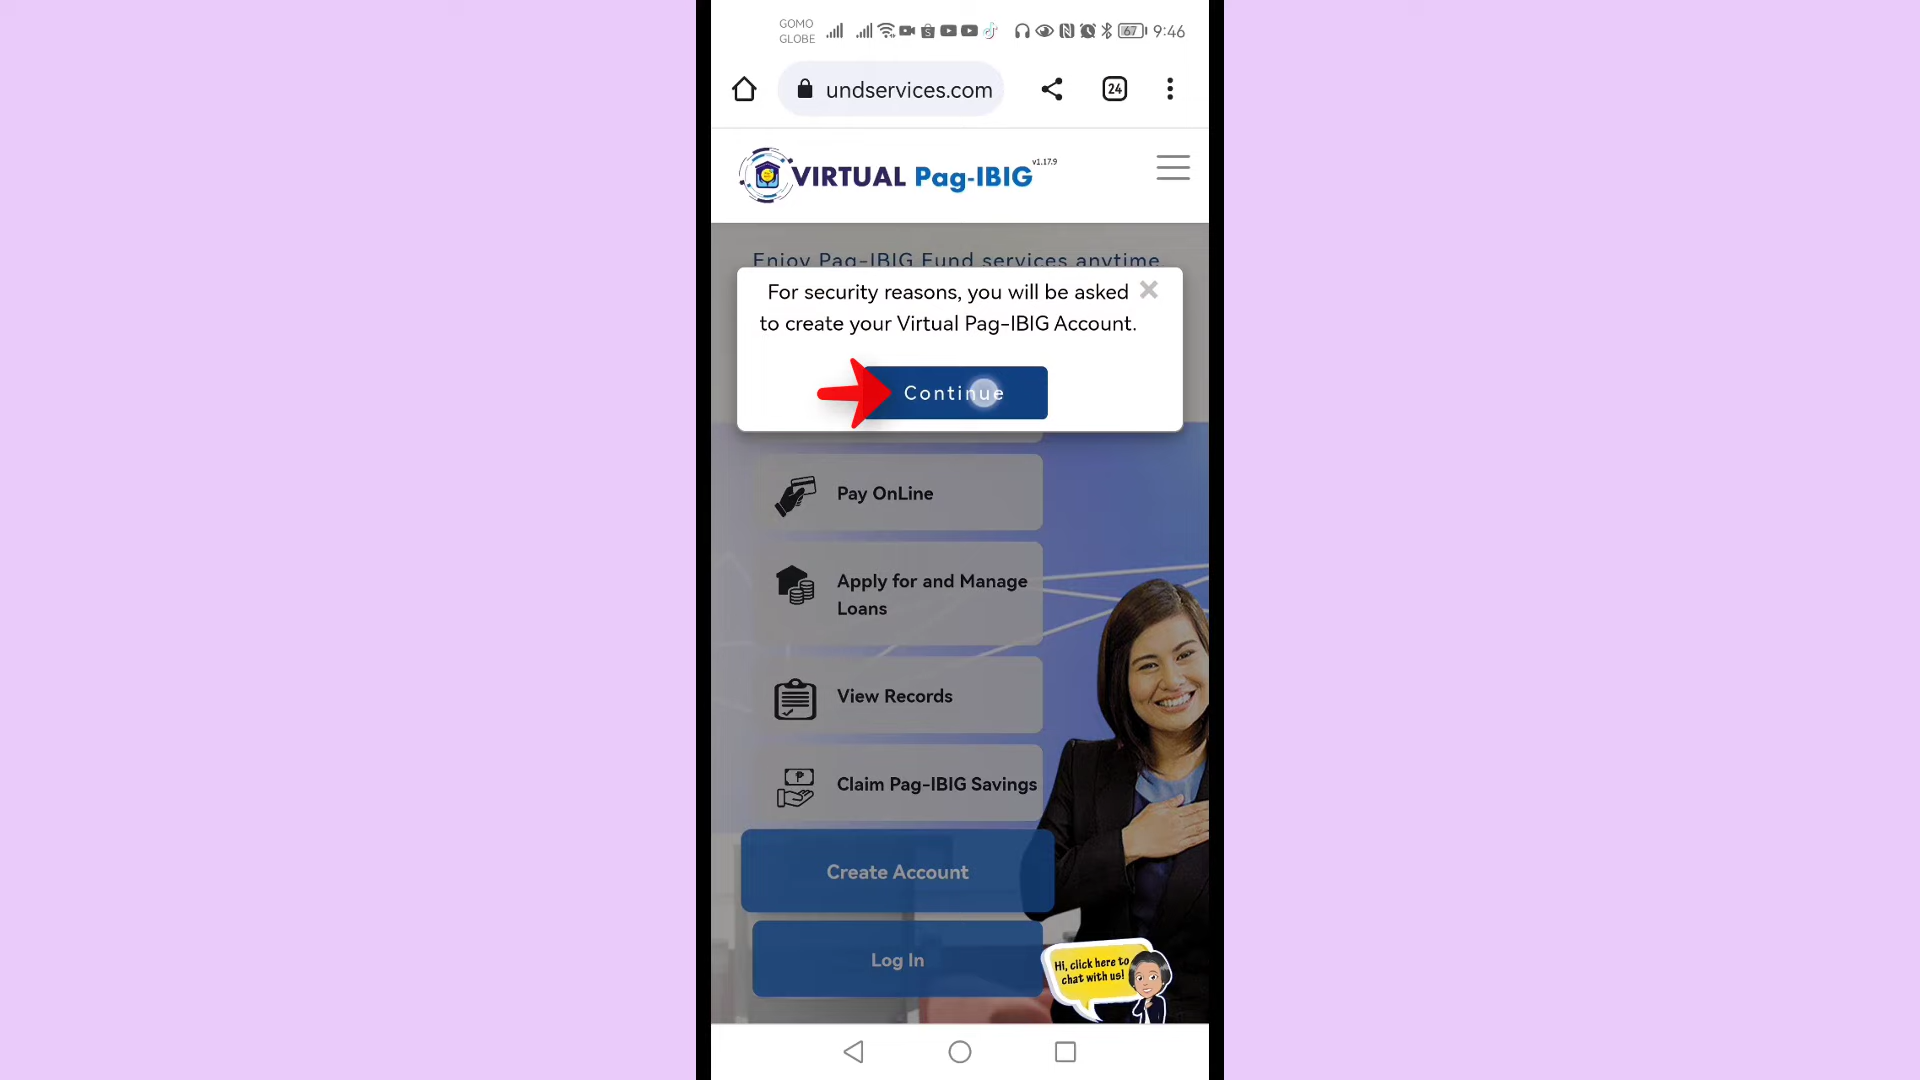 GOMO
GLOBE
67
9:46
undservices.com
24
VIRTUAL Pag-IBIG
v1.17.9
Enjoy Pag-IBIG Fund services anytime
For security reasons, you will be asked
to create your Virtual Pag-IBIG Account.
Continue
Pay OnLine
Apply for and Manage
Loans
View Records
Claim Pag-IBIG Savings
Create Account
Log In
Hi, click here to
chat with us!